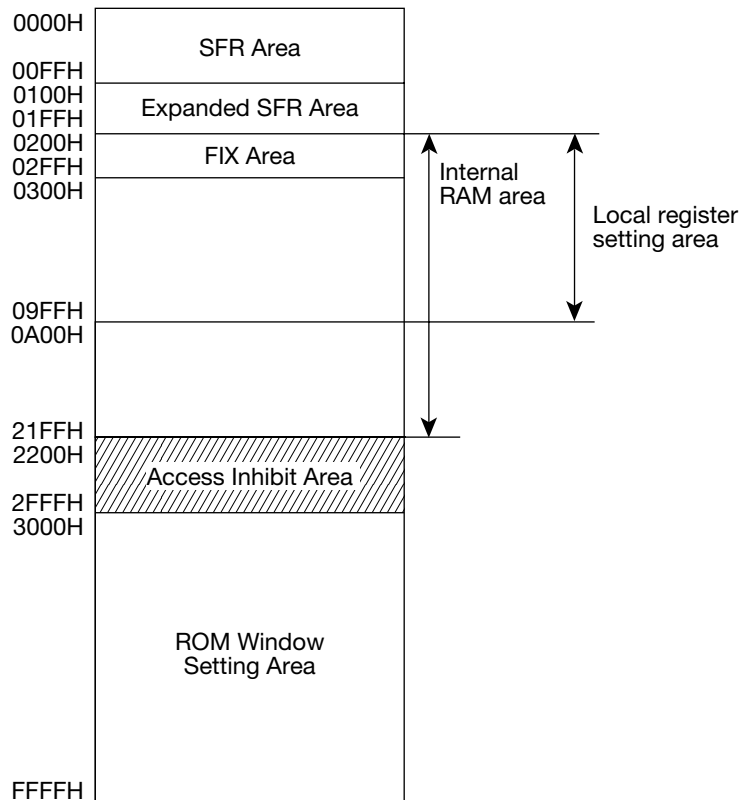 0000H
SFR Area
00FFH
0100H
Expanded SFR Area
01FFH
0200H
FIX Area
02FFH
0300H
Internal
RAM area
Local register
setting area
09FFH
0A00H
21FFH
2200H
Access Inhibit Area
2FFFH
3000H
ROM Window
Setting Area
FFFFH